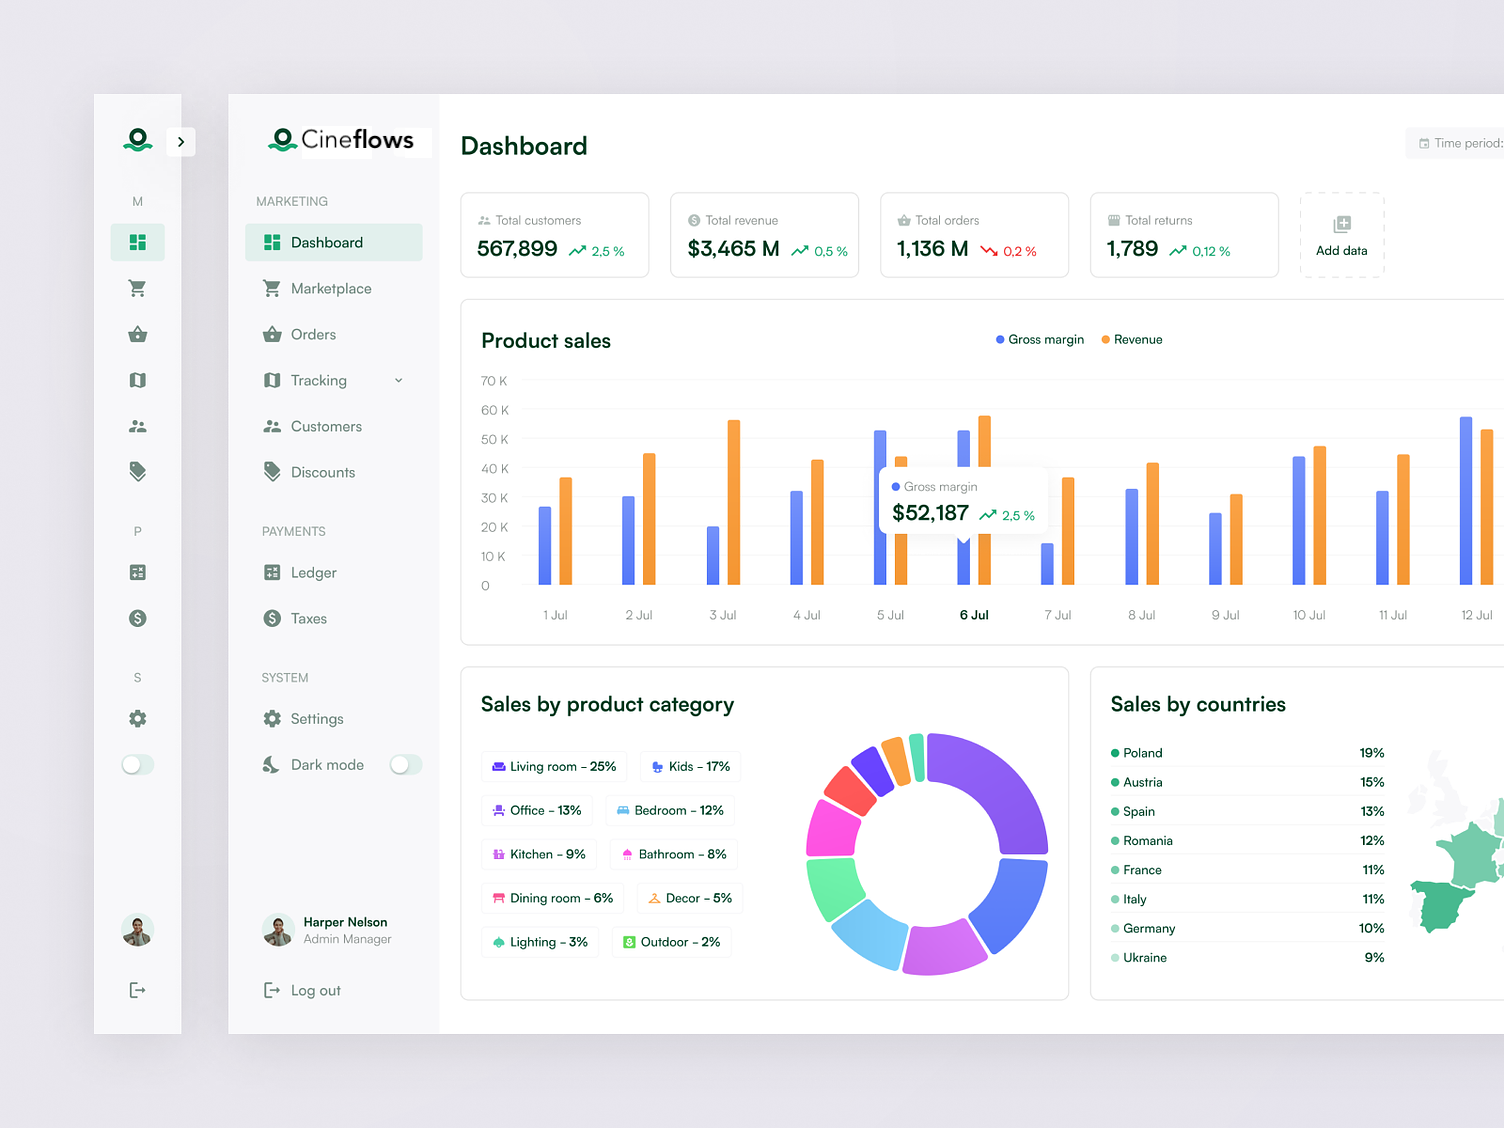 M
P
S
Cineflows
MARKETING
Dashboard
Marketplace
Orders
Tracking
Customers
Discounts
PAYMENTS
Ledger
Taxes
SYSTEM
Settings
Dark mode
Harper Nelson
Admin Manager
Log out
Dashboard
Time period:
Total customers
567,899 2,5 %
Total revenue
$3,465 M 0,5 %
Total orders
1,136 M 0,2 %
Total returns
1,789 0,12 %
Add data
Product sales
Gross margin Revenue
70 K
60 K
50 K
40 K
30 K
20 K
10 K
0
Gross margin
$52,187 2,5 %
1 Jul 2 Jul 3 Jul 4 Jul 5 Jul 6 Jul 7 Jul 8 Jul 9 Jul 10 Jul 11 Jul 12 Jul
Sales by product category
Living room - 25% Kids - 17%
Office - 13% Bedroom - 12%
Kitchen - 9% Bathroom - 8%
Dining room - 6% Decor - 5%
Lighting - 3% Outdoor - 2%
Sales by countries
Poland 19%
Austria 15%
Spain 13%
Romania 12%
France 11%
Italy 11%
Germany 10%
Ukraine 9%